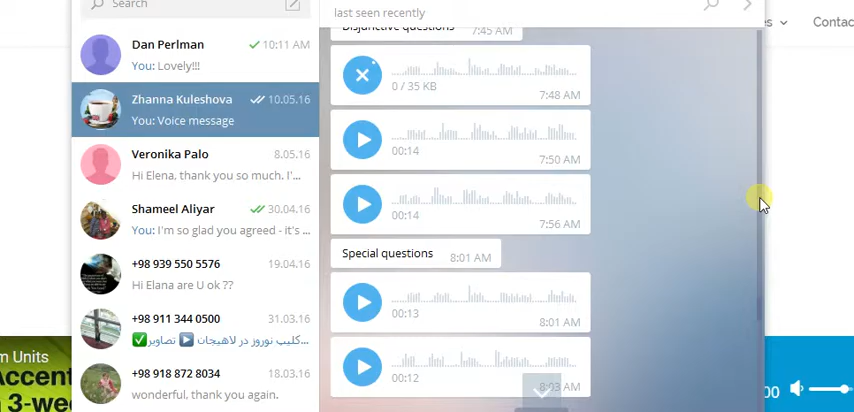 Search
last seen recently
Disjunctive questions 7:45 AM
Dan Perlman 10:11 AM
You: Lovely!!!
Zhanna Kuleshova 10.05.16
You: Voice message
Veronika Palo 8.05.16
Hi Elena, thank you so much. I'...
Shameel Aliyar 30.04.16
You: I'm so glad you agreed - it's ...
+98 939 550 5576 19.04.16
Hi Elana are U ok ??
+98 911 344 0500 31.03.16
کلیپ نوروز در لاهیجات ▶ تصاویر✅...
+98 918 872 8034 18.03.16
wonderful, thank you again.
0 / 35 KB
7:48 AM
00:14
7:50 AM
00:14
7:56 AM
Special questions 8:01 AM
00:13
8:01 AM
00:12
8:03 AM
es
Contac
m Units
Accent
n 3-wee
:00